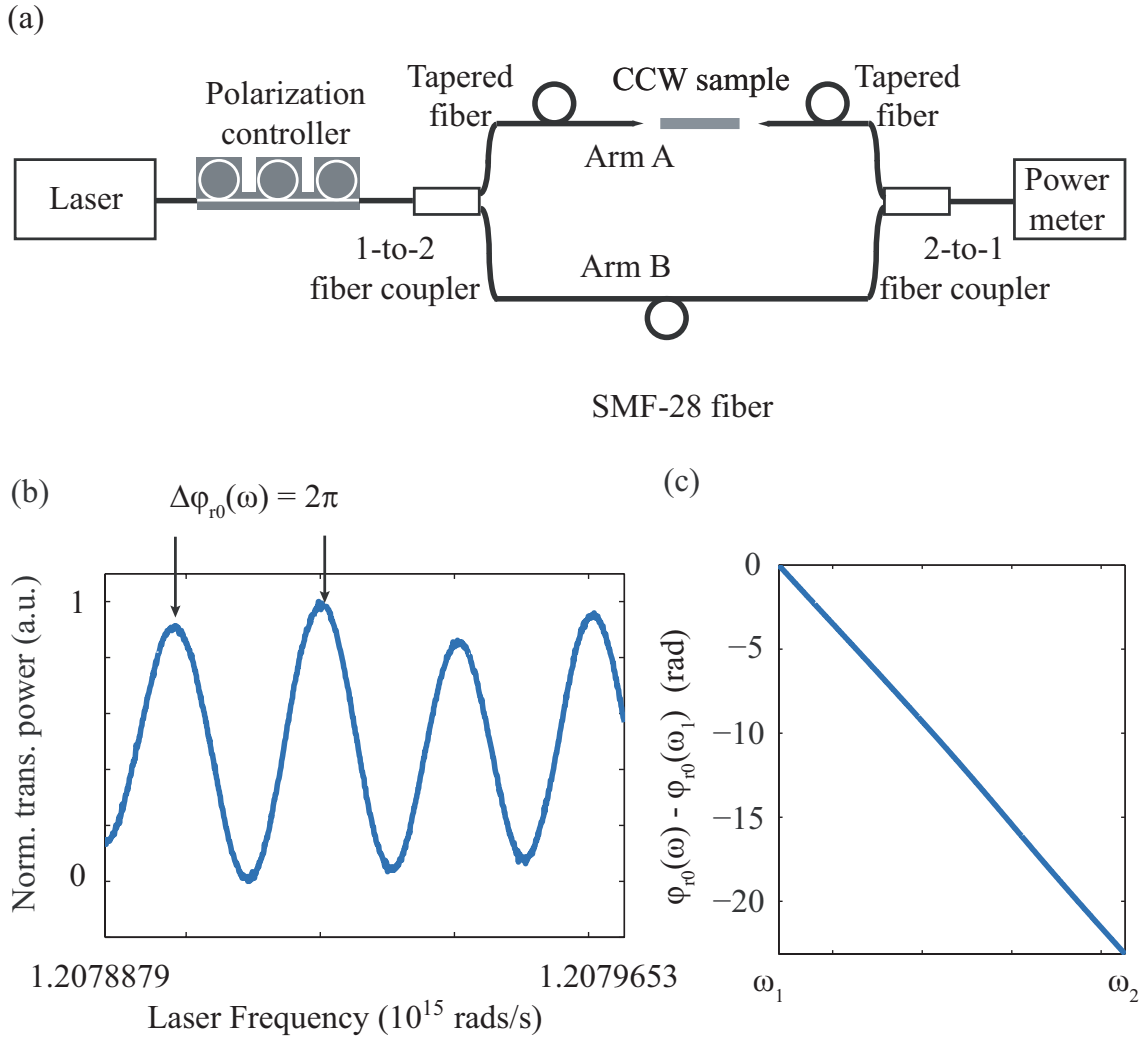 (a)
Tapered
fiber
CCW sample
Tapered
fiber
Polarization
controller
Arm A
Laser
Power
meter
1-to-2
fiber coupler
Arm B
2-to-1
fiber coupler
SMF-28 fiber
(b)
Δφr0(ω) = 2π
Norm. trans. power (a.u.)
1
0
1.2078879
1.2079653
Laser Frequency (10¹⁵ rads/s)
(c)
φr0(ω) - φr0(ω1) (rad)
0
−5
−10
−15
−20
ω1
ω2